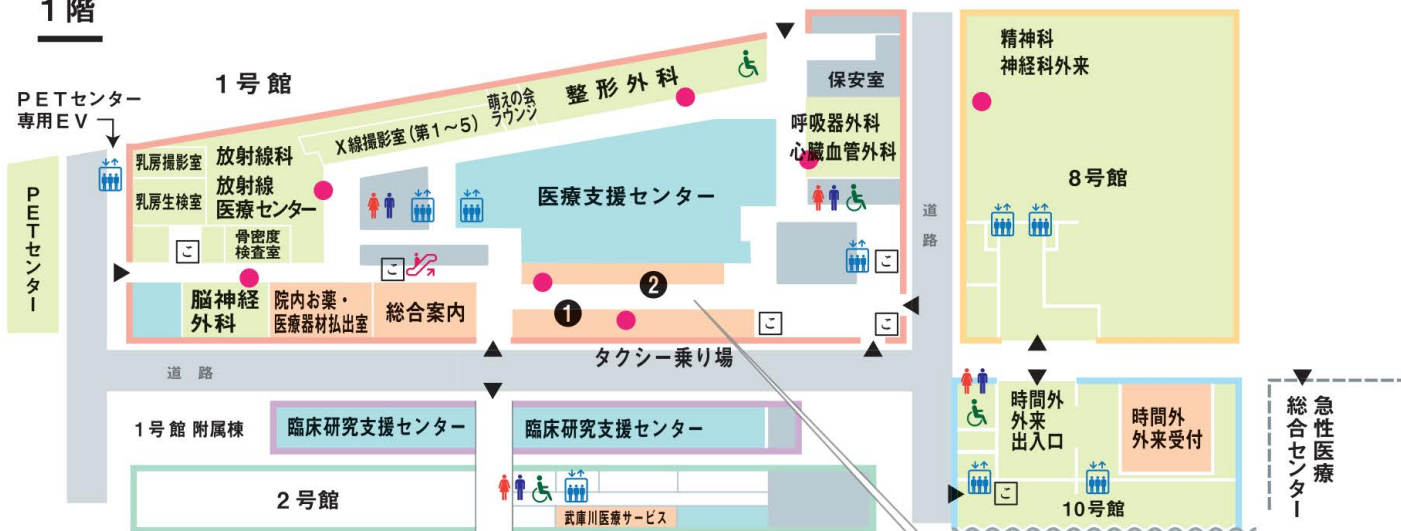 1階
1号館
PETセンター
専用EV
PETセンター
乳房撮影室
乳房生検室
放射線科
放射線
医療センター
骨密度
検査室
こ
X線撮影室(第1～5)
萌えの会
ラウンジ
整形外科
保安室
呼吸器外科
心臓血管外科
医療支援センター
こ
脳神経
外科
院内お薬・
医療器材払出室
総合案内
1
2
こ
こ
こ
タクシー乗り場
道路
道路
精神科
神経科外来
8号館
1号館 附属棟
臨床研究支援センター
臨床研究支援センター
2号館
武庫川医療サービス
時間外
外来
出入口
時間外
外来受付
こ
10号館
急性医療
総合センター